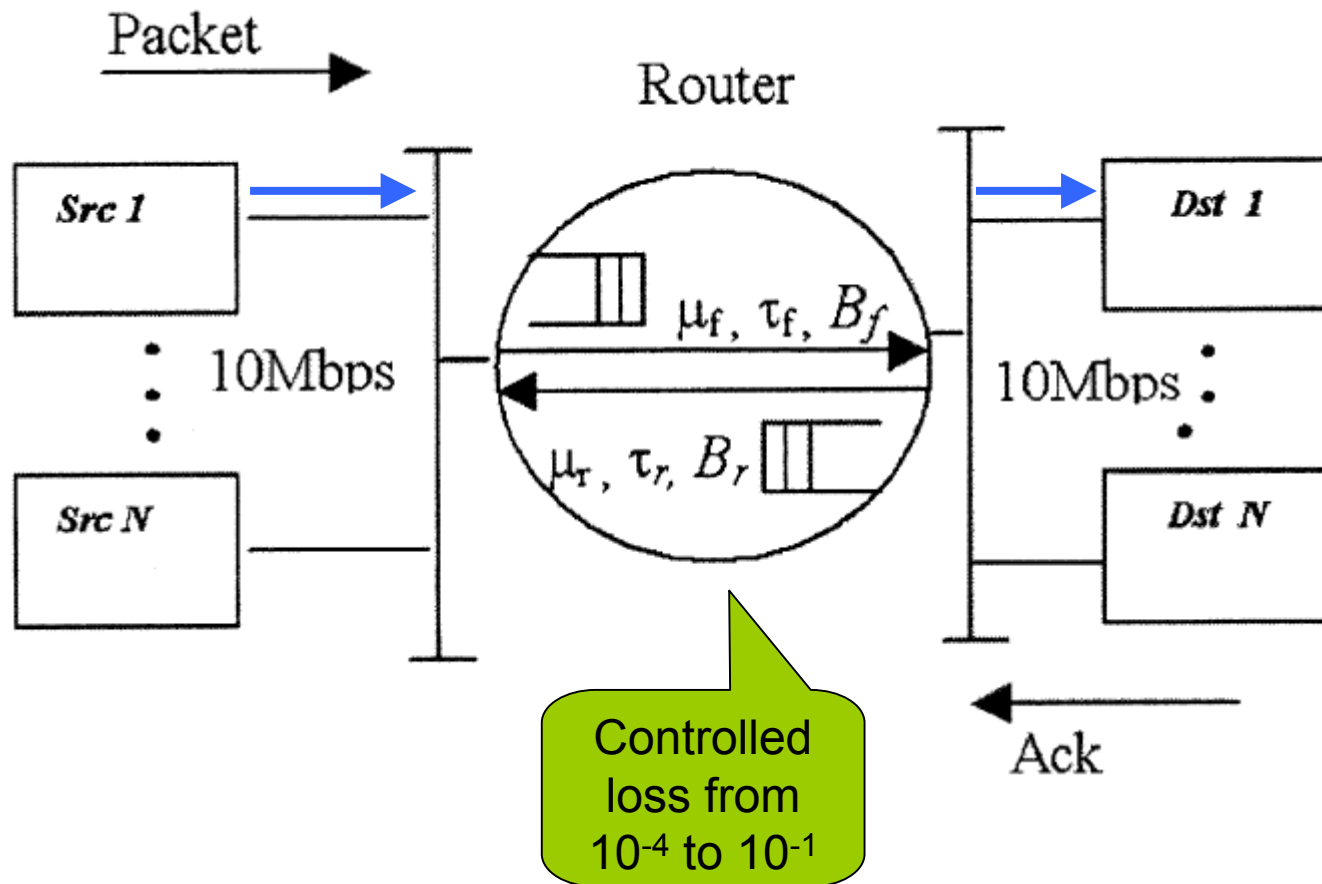 Packet
Router
Src 1
Dst 1
10Mbps
μf, τf, Bf
10Mbps
μr, τr, Br
Src N
Dst N
Ack
Controlled
loss from
10⁻⁴ to 10⁻¹